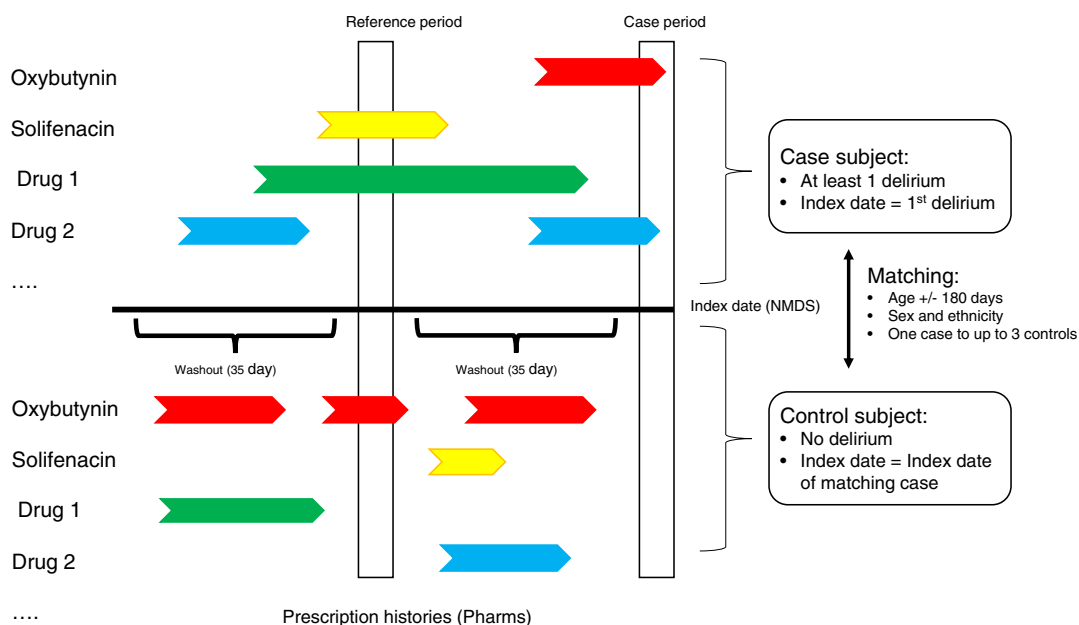 Reference period
Case period
Oxybutynin
Solifenacin
Drug 1
Drug 2
....
Case subject:
• At least 1 delirium
• Index date = 1st delirium
Index date (NMDS)
Matching:
• Age +/- 180 days
• Sex and ethnicity
• One case to up to 3 controls
Washout (35 day)
Washout (35 day)
Oxybutynin
Solifenacin
Drug 1
Drug 2
....
Control subject:
• No delirium
• Index date = Index date
of matching case
Prescription histories (Pharms)